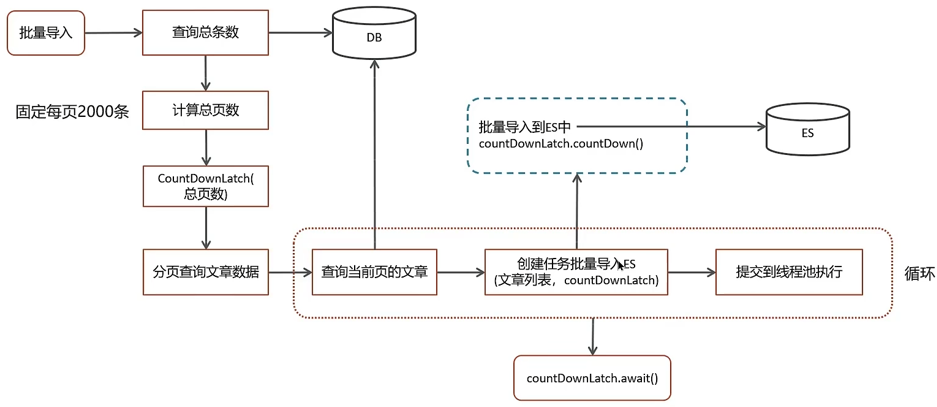 批量导入
查询总条数
DB
固定每页2000条
计算总页数
批量导入到ES中
countDownLatch.countDown()
ES
CountDownLatch(
总页数)
分页查询文章数据
查询当前页的文章
创建任务批量导入ES
(文章列表，countDownLatch)
提交到线程池执行
循环
countDownLatch.await()